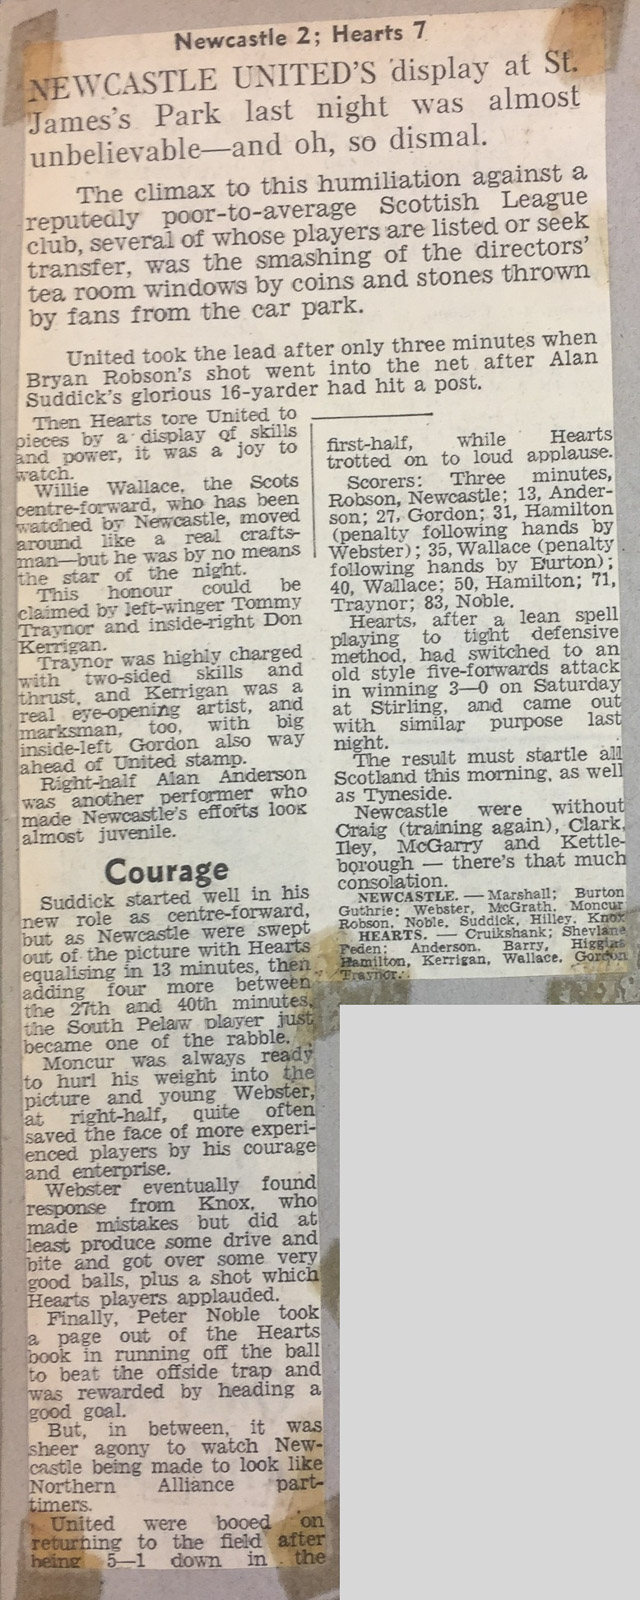 Newcastle 2; Hearts 7
NEWCASTLE UNITED'S display at St.
James's Park last night was almost
unbelievable—and oh, so dismal.
The climax to this humiliation against a
reputedly poor-to-average Scottish League
club, several of whose players are listed or seek
transfer, was the smashing of the directors'
tea room windows by coins and stones thrown
by fans from the car park.
United took the lead after only three minutes when
Bryan Robson's shot went into the net after Alan
Suddick's glorious 16-yarder had hit a post.
Then Hearts tore United to
pieces by a display of skills
and power, it was a joy to
watch.
Willie Wallace, the Scots
centre-forward, who has been
watched by Newcastle, moved
around like a real crafts-
man—but he was by no means
the star of the night.
This honour could be
claimed by left-winger Tommy
Traynor and inside-right Don
Kerrigan.
Traynor was highly charged
with two-sided skills and
thrust, and Kerrigan was a
real eye-opening artist, and
marksman, too, with big
inside-left Gordon also way
ahead of United stamp.
Right-half Alan Anderson
was another performer who
made Newcastle's efforts look
almost juvenile.
Courage
Suddick started well in his
new role as centre-forward,
but as Newcastle were swept
out of the picture with Hearts
equalising in 13 minutes, then
adding four more between
the 27th and 40th minutes,
the South Pelaw player just
became one of the rabble.
Moncur was always ready
to hurl his weight into the
picture and young Webster,
at right-half, quite often
saved the face of more experi-
enced players by his courage
and enterprise.
Webster eventually found
response from Knox, who
made mistakes but did at
least produce some drive and
bite and got over some very
good balls, plus a shot which
Hearts players applauded.
Finally, Peter Noble took
a page out of the Hearts
book in running off the ball
to beat the offside trap and
was rewarded by heading a
good goal.
But, in between, it was
sheer agony to watch New-
castle being made to look like
Northern Alliance part-
timers.
United were booed on
returning to the field after
being 5—1 down in the
first-half, while Hearts
trotted on to loud applause.
Scorers: Three minutes,
Robson, Newcastle; 13, Ander-
son; 27, Gordon; 31, Hamilton
(penalty following hands by
Webster); 35, Wallace (penalty
following hands by Burton);
40, Wallace; 50, Hamilton; 71,
Traynor; 83, Noble.
Hearts, after a lean spell
playing to tight defensive
method, had switched to an
old style five-forwards attack
in winning 3—0 on Saturday
at Stirling, and came out
with similar purpose last
night.
The result must startle all
Scotland this morning, as well
as Tyneside.
Newcastle were without
Craig (training again), Clark,
Iley, McGarry and Kettle-
borough — there's that much
consolation.
NEWCASTLE. — Marshall; Burton
Guthrie; Webster, McGrath, Moncur
Robson, Noble, Suddick, Hilley, Knox
HEARTS. — Cruikshank; Shevlane
Peden; Anderson, Barry, Higgins
Hamilton, Kerrigan, Wallace, Gordon
Traynor.